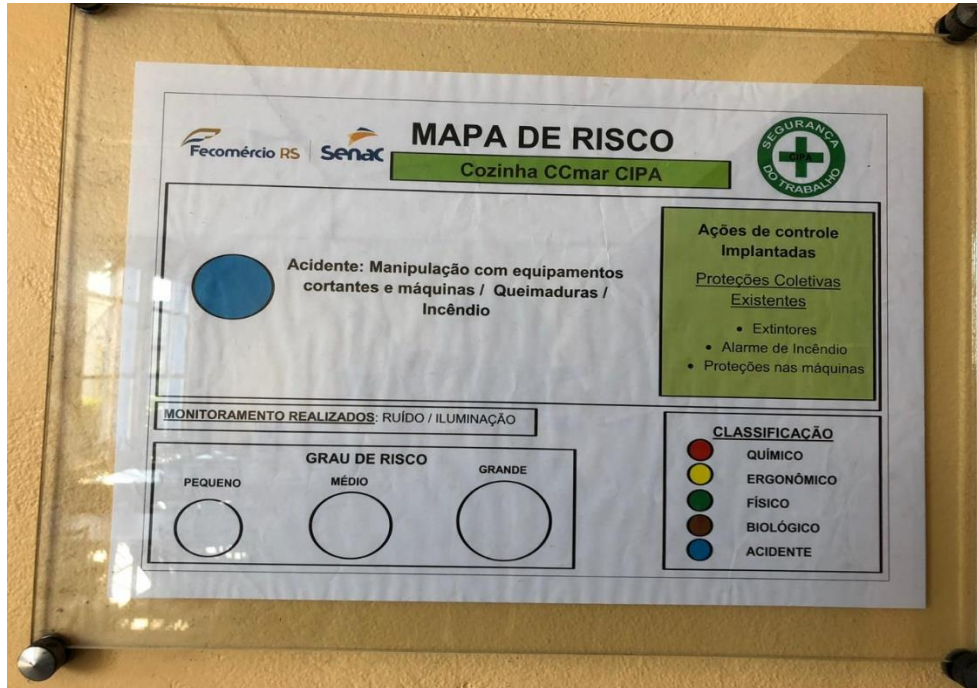 Fecomércio RS
Senac
MAPA DE RISCO
Cozinha CCmar CIPA
SEGURANÇA
CIPA
DO TRABALHO
Acidente: Manipulação com equipamentos
cortantes e máquinas / Queimaduras /
Incêndio
Ações de controle
Implantadas
Proteções Coletivas
Existentes
• Extintores
• Alarme de Incêndio
• Proteções nas máquinas
MONITORAMENTO REALIZADOS: RUÍDO / ILUMINAÇÃO
GRAU DE RISCO
PEQUENO
MÉDIO
GRANDE
CLASSIFICAÇÃO
QUÍMICO
ERGONÔMICO
FÍSICO
BIOLÓGICO
ACIDENTE